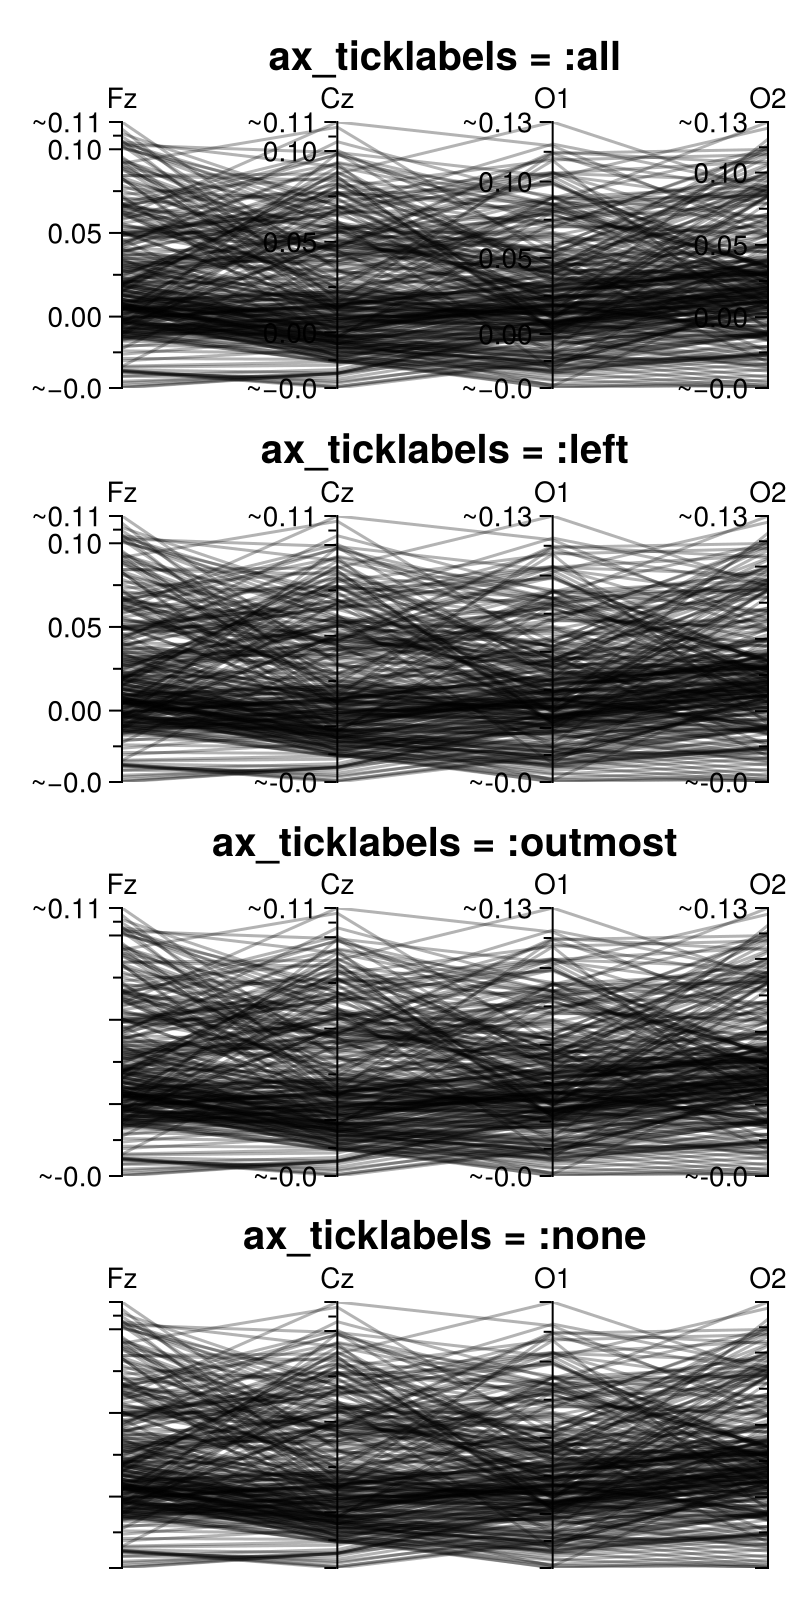 ax_ticklabels = :all
Fz Cz O1 O2
~0.11 ~0.11 ~0.13 ~0.13
0.10 0.10 0.10 0.10
0.05 0.05 0.05 0.05
0.00 0.00 0.00 0.00
~−0.0 ~-0.0 ~-0.0 ~-0.0
ax_ticklabels = :left
Fz Cz O1 O2
~0.11 ~0.11 ~0.13 ~0.13
0.10
0.05
0.00
~−0.0 ~-0.0 ~-0.0 ~-0.0
ax_ticklabels = :outmost
Fz Cz O1 O2
~0.11 ~0.11 ~0.13 ~0.13
~-0.0 ~-0.0 ~-0.0 ~-0.0
ax_ticklabels = :none
Fz Cz O1 O2